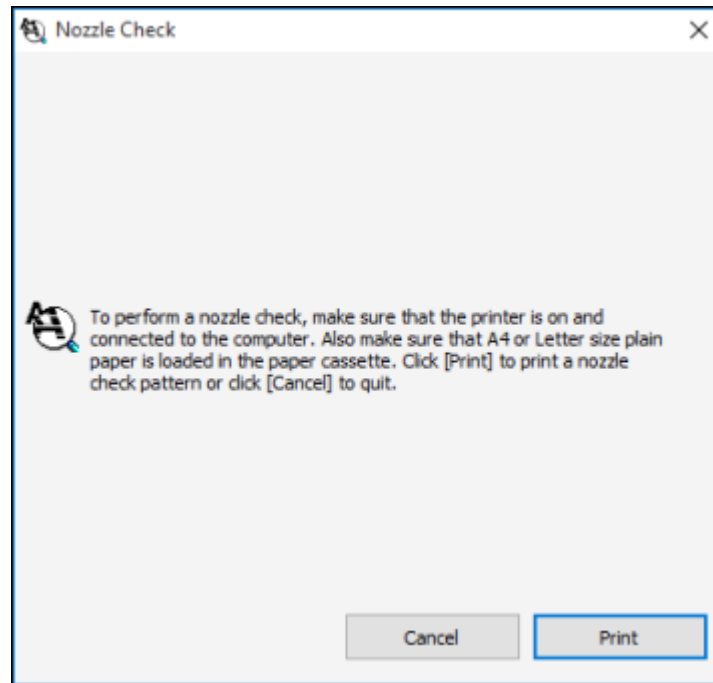 Nozzle Check
To perform a nozzle check, make sure that the printer is on and
connected to the computer. Also make sure that A4 or Letter size plain
paper is loaded in the paper cassette. Click [Print] to print a nozzle
check pattern or click [Cancel] to quit.
Cancel Print